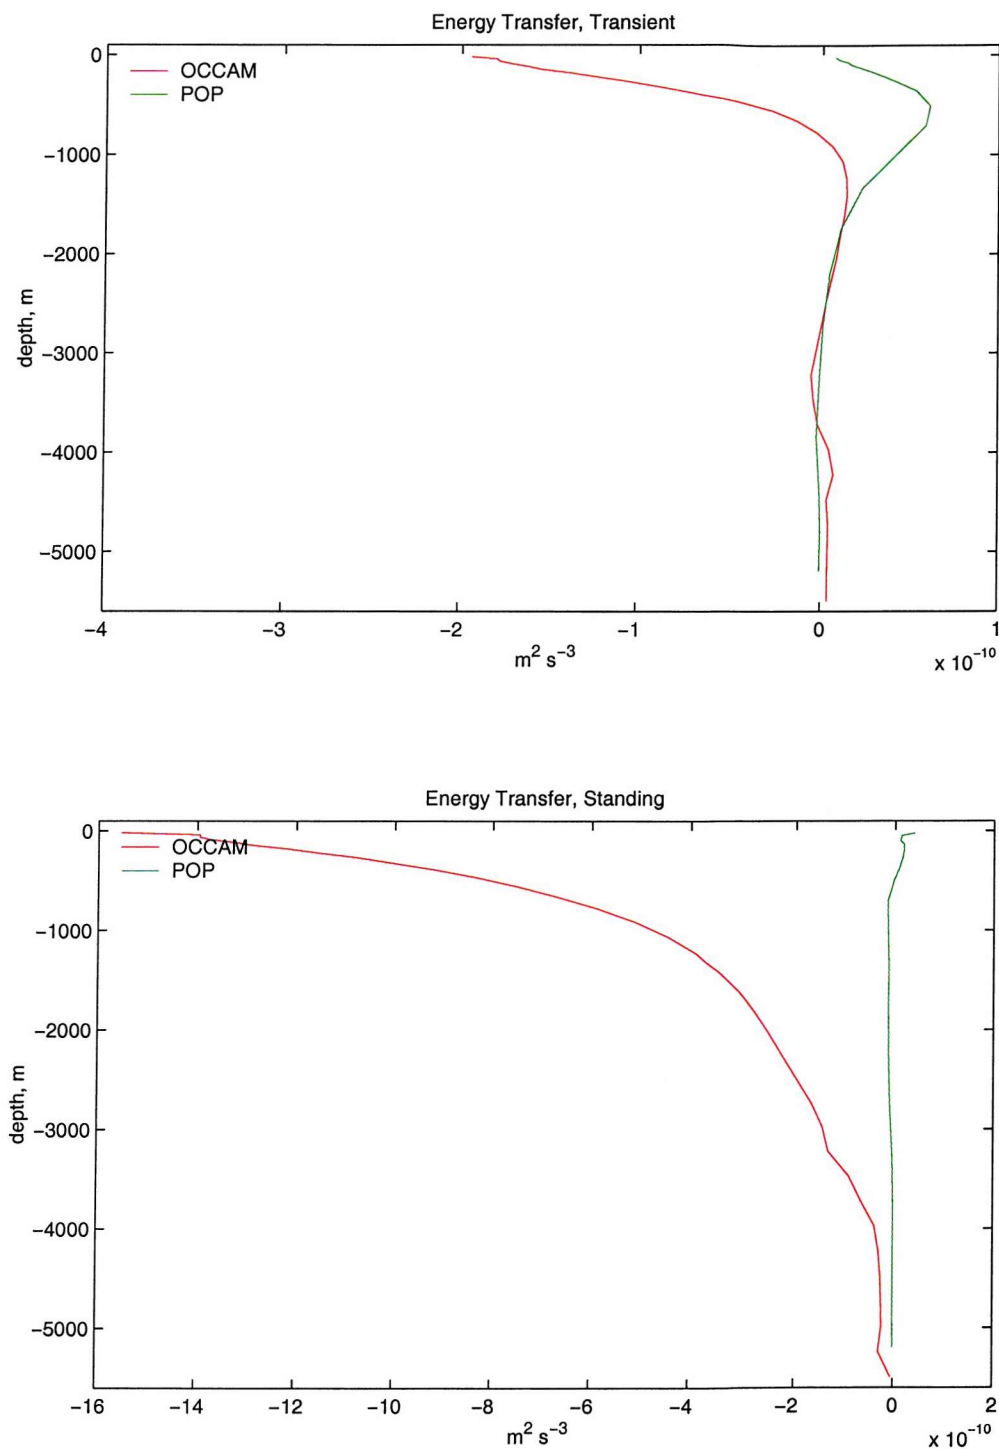 Energy Transfer, Transient
0
OCCAM
POP
−1000
−2000
depth, m
−3000
−4000
−5000
−4 −3 −2 −1 0 1
m² s⁻³
x 10⁻¹⁰
Energy Transfer, Standing
0
OCCAM
POP
−1000
−2000
depth, m
−3000
−4000
−5000
−16 −14 −12 −10 −8 −6 −4 −2 0 2
m² s⁻³
x 10⁻¹⁰